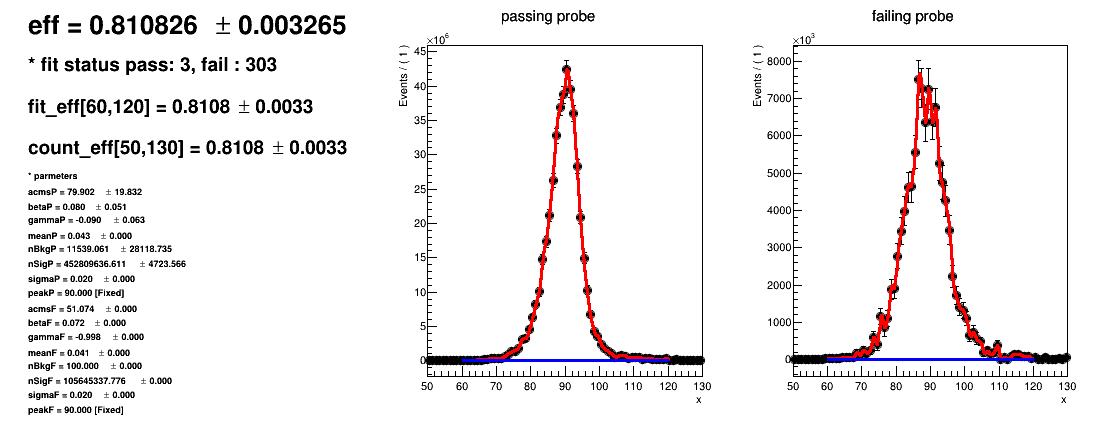 eff = 0.810826 ± 0.003265
* fit status pass: 3, fail : 303
fit_eff[60,120] = 0.8108 ± 0.0033
count_eff[50,130] = 0.8108 ± 0.0033
* parmeters
acmsP = 79.902 ± 19.832
betaP = 0.080 ± 0.051
gammaP = -0.090 ± 0.063
meanP = 0.043 ± 0.000
nBkgP = 11539.061 ± 28118.735
nSigP = 452809636.611 ± 4723.566
sigmaP = 0.020 ± 0.000
peakP = 90.000 [Fixed]
acmsF = 51.074 ± 0.000
betaF = 0.072 ± 0.000
gammaF = -0.998 ± 0.000
meanF = 0.041 ± 0.000
nBkgF = 100.000 ± 0.000
nSigF = 105645337.776 ± 0.000
sigmaF = 0.020 ± 0.000
peakF = 90.000 [Fixed]
passing probe
×10⁶
Events / ( 1 )
45
40
35
30
25
20
15
10
5
0
50 60 70 80 90 100 110 120 130
x
failing probe
×10³
Events / ( 1 )
8000
7000
6000
5000
4000
3000
2000
1000
0
50 60 70 80 90 100 110 120 130
x